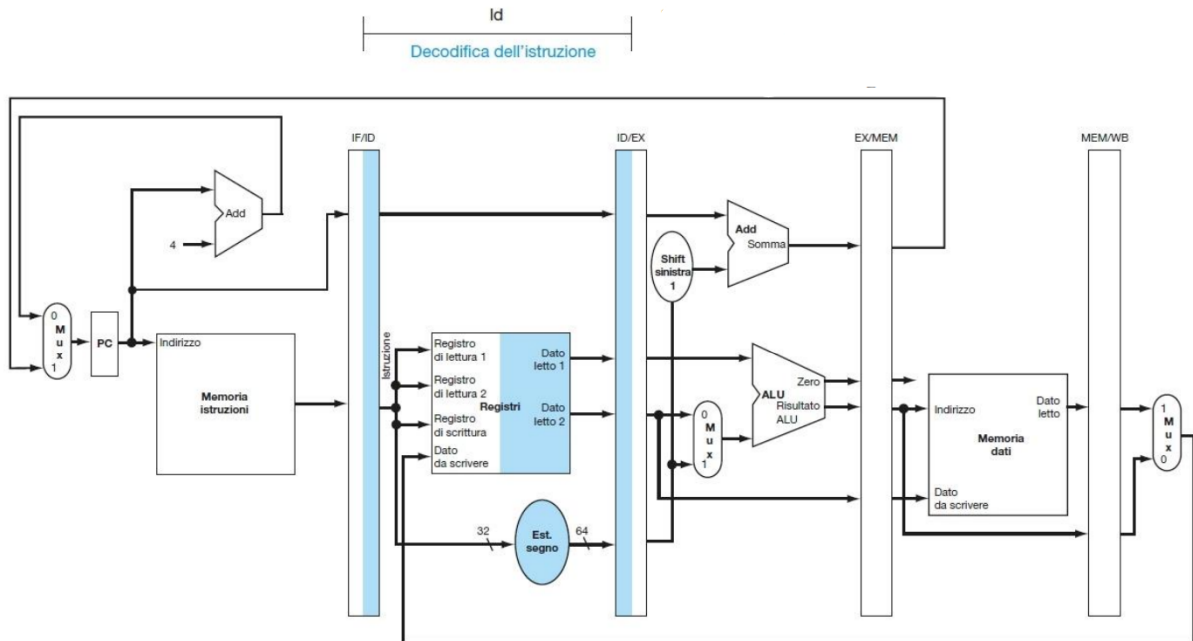 Id
Decodifica dell'istruzione
IF/ID
ID/EX
EX/MEM
MEM/WB
Add
4
Add
Somma
Shift
sinistra
1
0
M
u
x
1
PC
Indirizzo
Memoria
istruzioni
Istruzione
Registro
di lettura 1
Registro
di lettura 2
Registri
Registro
di scrittura
Dato
da scrivere
Dato
letto 1
Dato
letto 2
0
M
u
x
1
ALU
Zero
Risultato
ALU
Indirizzo
Dato
letto
Memoria
dati
Dato
da scrivere
1
M
u
x
0
32
Est.
segno
64